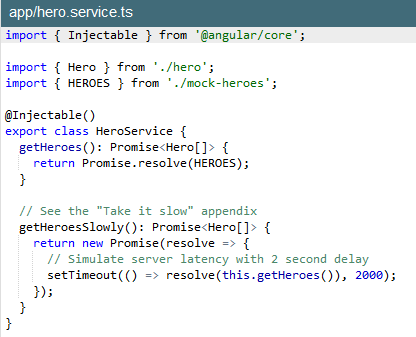 app/hero.service.ts
import { Injectable } from '@angular/core';
import { Hero } from './hero';
import { HEROES } from './mock-heroes';
@Injectable()
export class HeroService {
getHeroes(): Promise<Hero[]> {
return Promise.resolve(HEROES);
}
// See the "Take it slow" appendix
getHeroesSlowly(): Promise<Hero[]> {
return new Promise(resolve => {
// Simulate server latency with 2 second delay
setTimeout(() => resolve(this.getHeroes()), 2000);
});
}
}